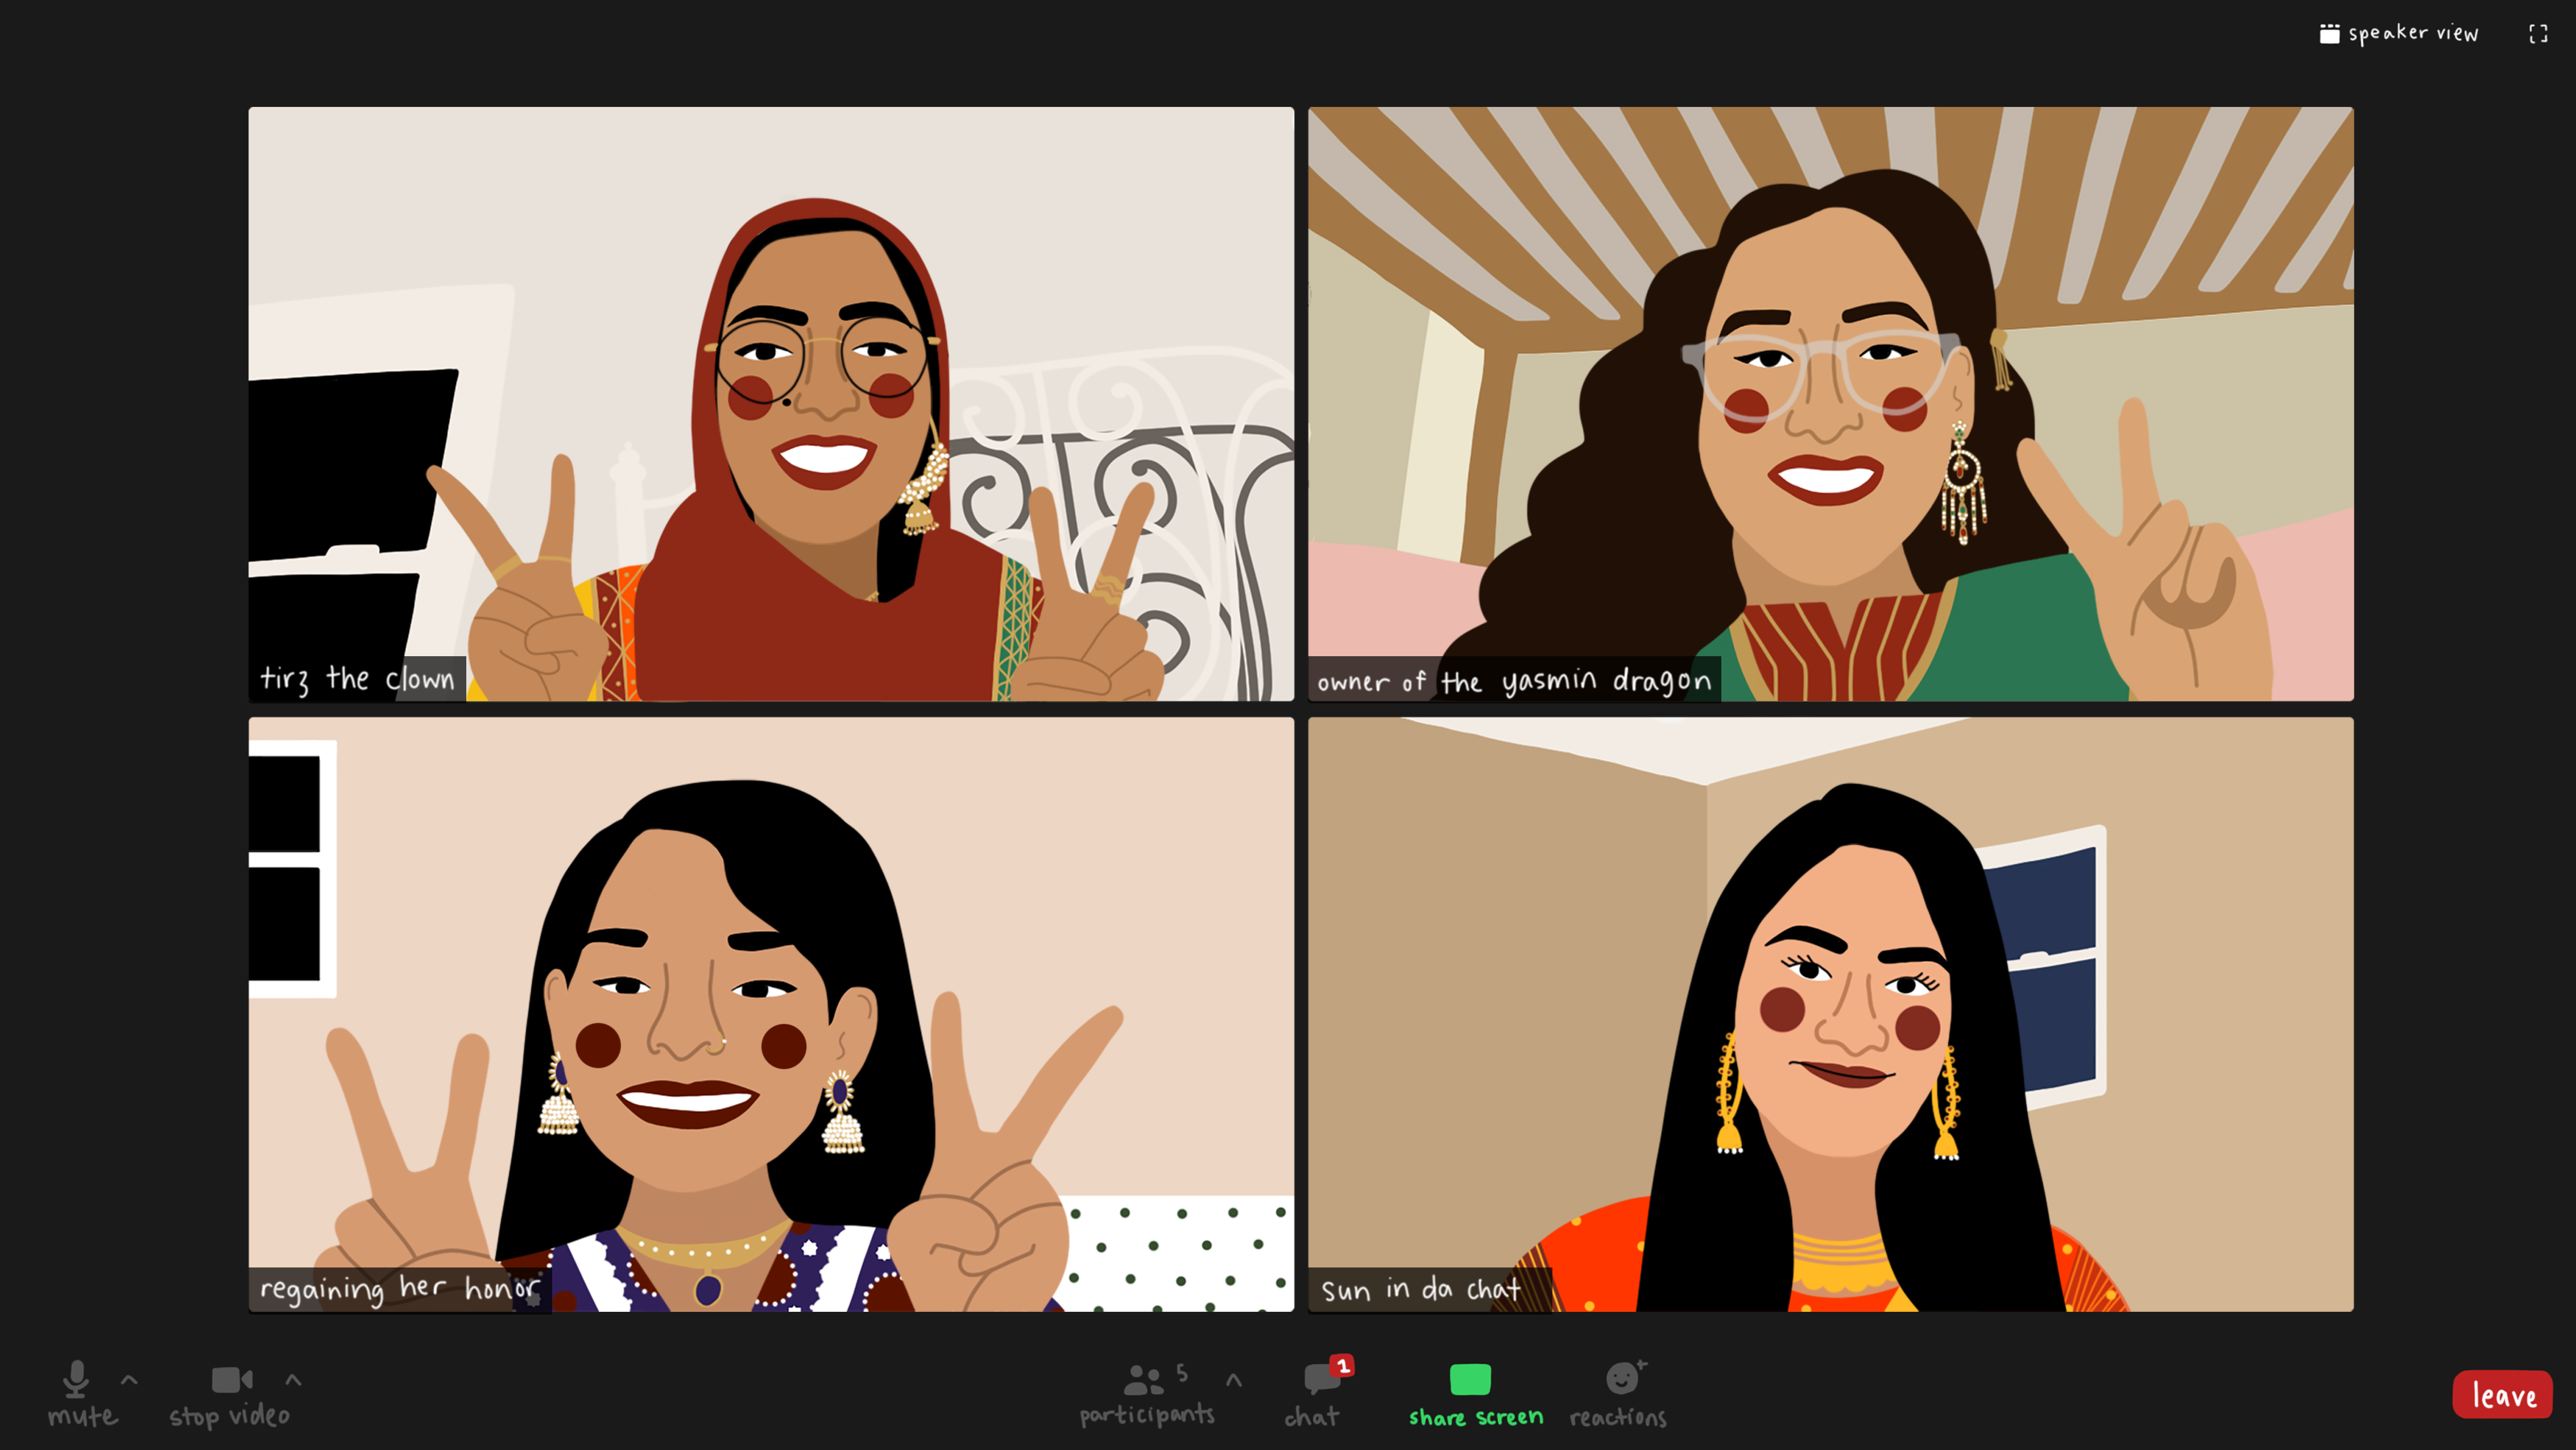 speaker view
tirz the clown
owner of the yasmin dragon
regaining her honor
sun in da chat
mute
stop video
5
participants
1
chat
share screen
reactions
leave